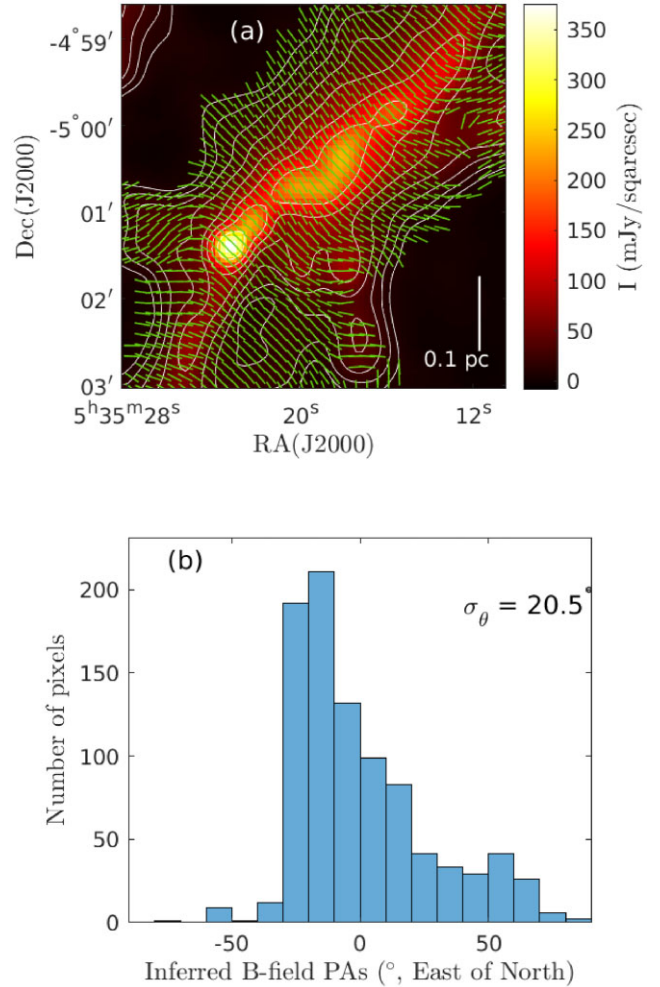 (a)
-4°59′
-5°00′
01′
02′
03′
Dec(J2000)
0.1 pc
5ʰ35ᵐ28ˢ 20ˢ 12ˢ
RA(J2000)
350
300
250
200
150
100
50
0
I (mJy/sqarcsec)
(b)
σθ = 20.5°
200
150
100
50
0
Number of pixels
-50 0 50
Inferred B-field PAs (°, East of North)